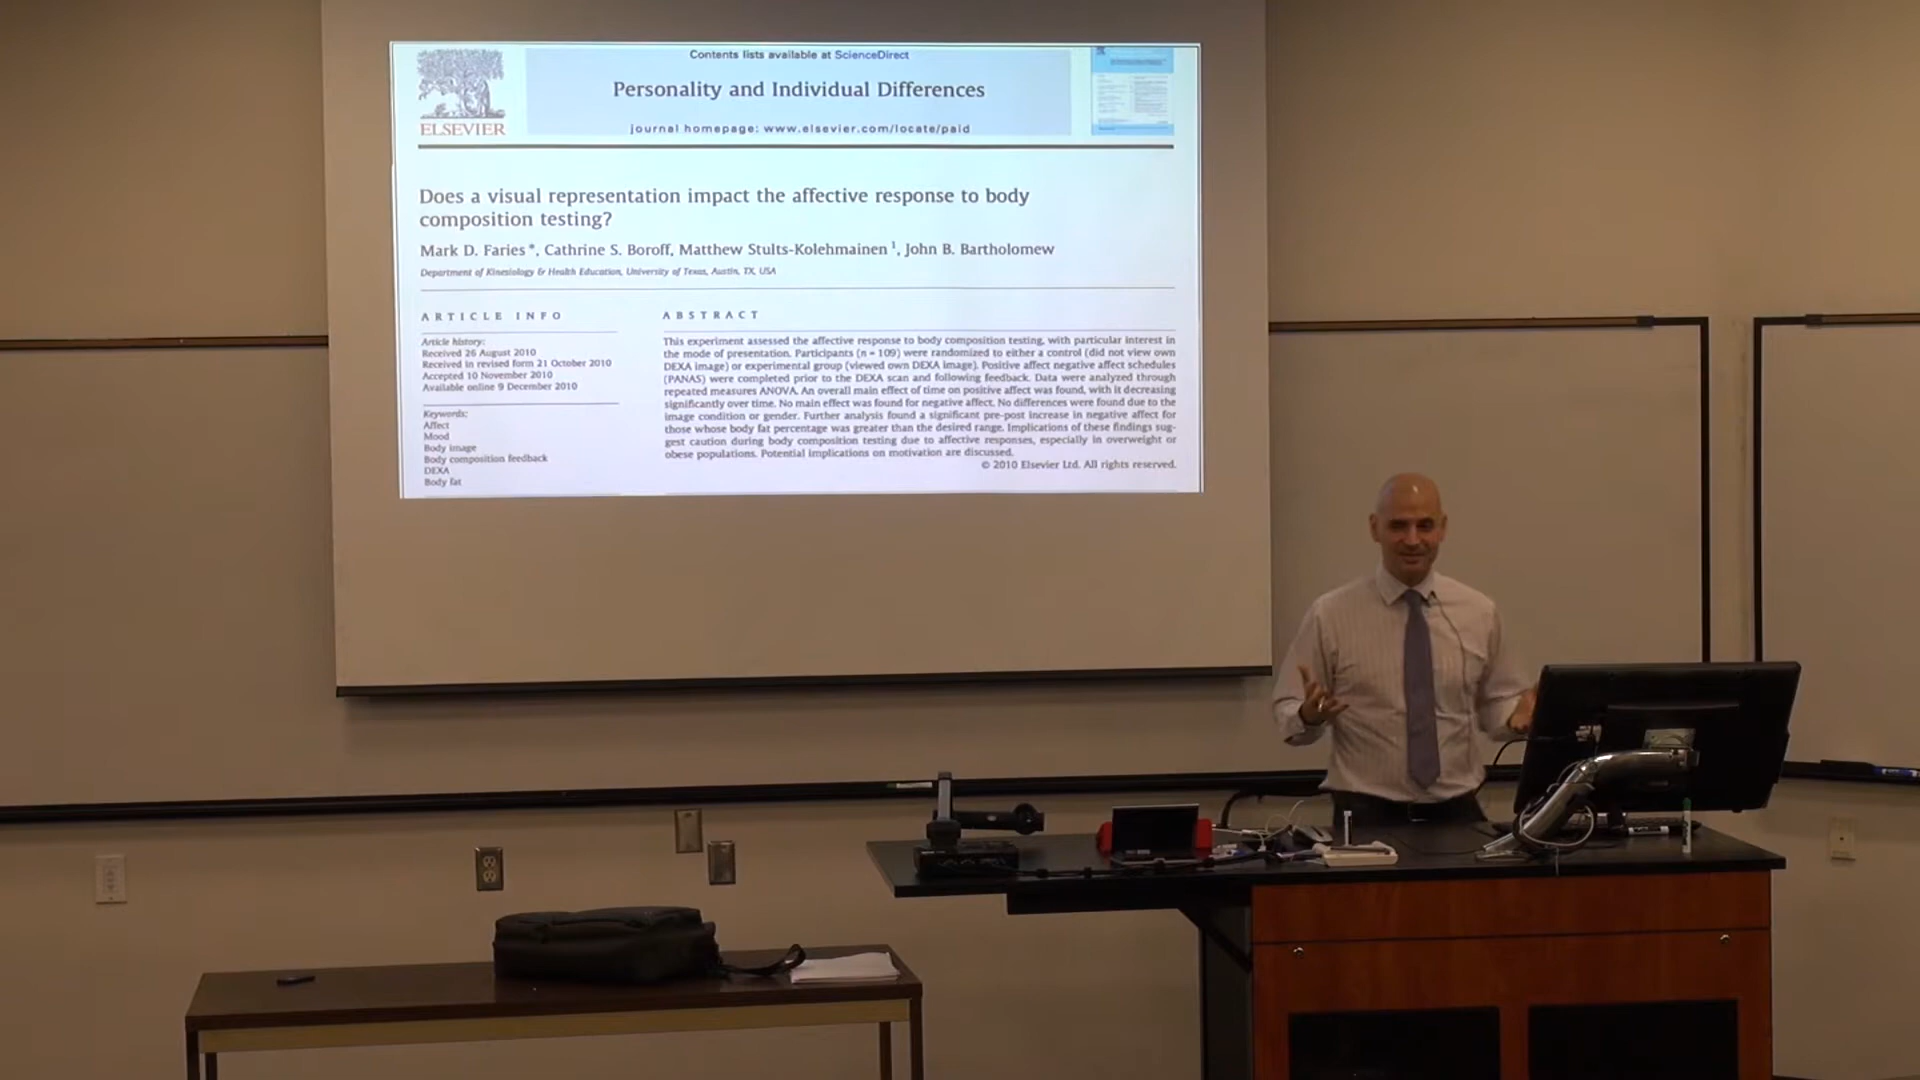 Contents lists available at ScienceDirect
Personality and Individual Differences
journal homepage: www.elsevier.com/locate/paid
ELSEVIER
Does a visual representation impact the affective response to body
composition testing?
Mark D. Faries *, Cathrine S. Boroff, Matthew Stults-Kolehmainen 1, John B. Bartholomew
Department of Kinesiology & Health Education, University of Texas, Austin, TX, USA
ARTICLE INFO
Article history:
Received 26 August 2010
Received in revised form 21 October 2010
Accepted 10 November 2010
Available online 9 December 2010
Keywords:
Affect
Mood
Body image
Body composition feedback
DEXA
Body fat
ABSTRACT
This experiment assessed the affective response to body composition testing, with particular interest in
the mode of presentation. Participants (n = 109) were randomized to either a control (did not view own
DEXA image) or experimental group (viewed own DEXA image). Positive affect negative affect schedules
(PANAS) were completed prior to the DEXA scan and following feedback. Data were analyzed through
repeated measures ANOVA. An overall main effect of time on positive affect was found, with it decreasing
significantly over time. No main effect was found for negative affect. No differences were found due to the
image condition or gender. Further analysis found a significant pre-post increase in negative affect for
those whose body fat percentage was greater than the desired range. Implications of these findings sug-
gest caution during body composition testing due to affective responses, especially in overweight or
obese populations. Potential implications on motivation are discussed.
© 2010 Elsevier Ltd. All rights reserved.